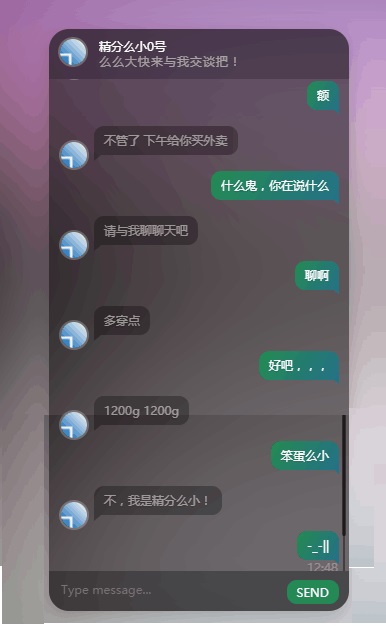 精分么小0号
么么大快来与我交谈把！
额
不管了 下午给你买外卖
什么鬼，你在说什么
请与我聊聊天吧
聊啊
多穿点
好吧，，，
1200g 1200g
笨蛋么小
不，我是精分么小！
-_-||
12:48
Type message...
SEND